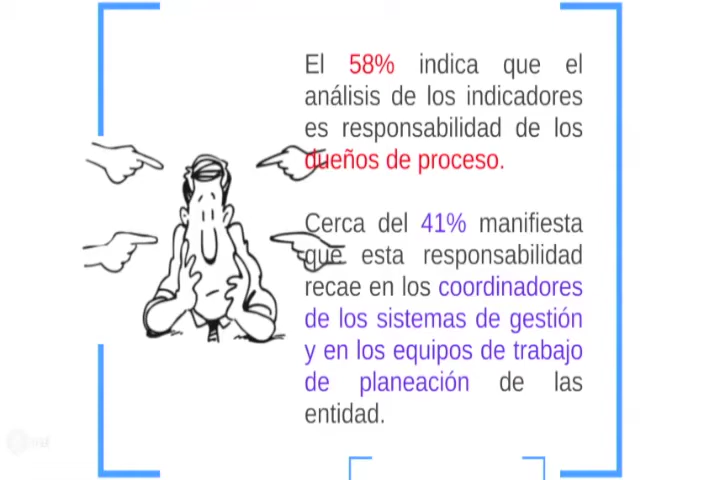 El 58% indica que el
análisis de los indicadores
es responsabilidad de los
dueños de proceso.
Cerca del 41% manifiesta
que esta responsabilidad
recae en los coordinadores
de los sistemas de gestión
y en los equipos de trabajo
de planeación de las
entidad.